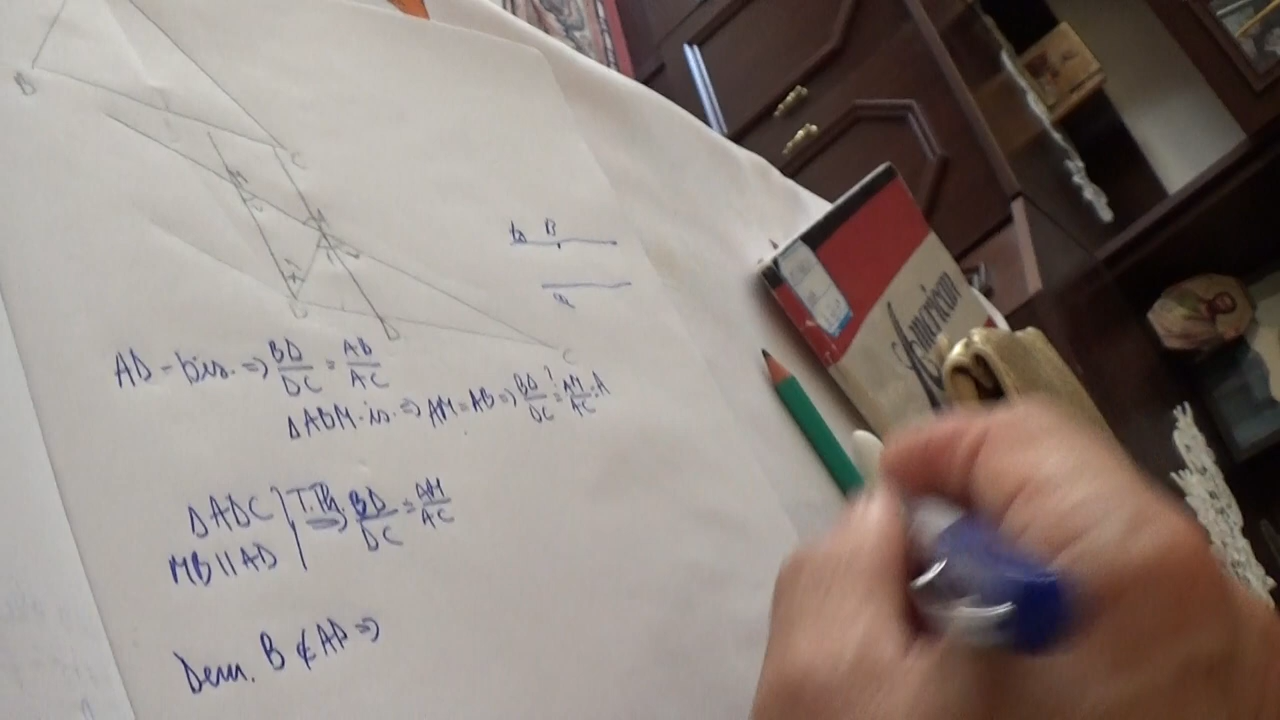 B
C
B
a
C
AD - bis. ⇒ BD/DC = AB/AC
ΔABM is. ⇒ AM = AB ⇒ BD/DC ?= AM/AC
American
ΔADC
MB || AD
T.Th. ⇒ BD/DC = AM/AC
Dem. B ∉ AD ⇒